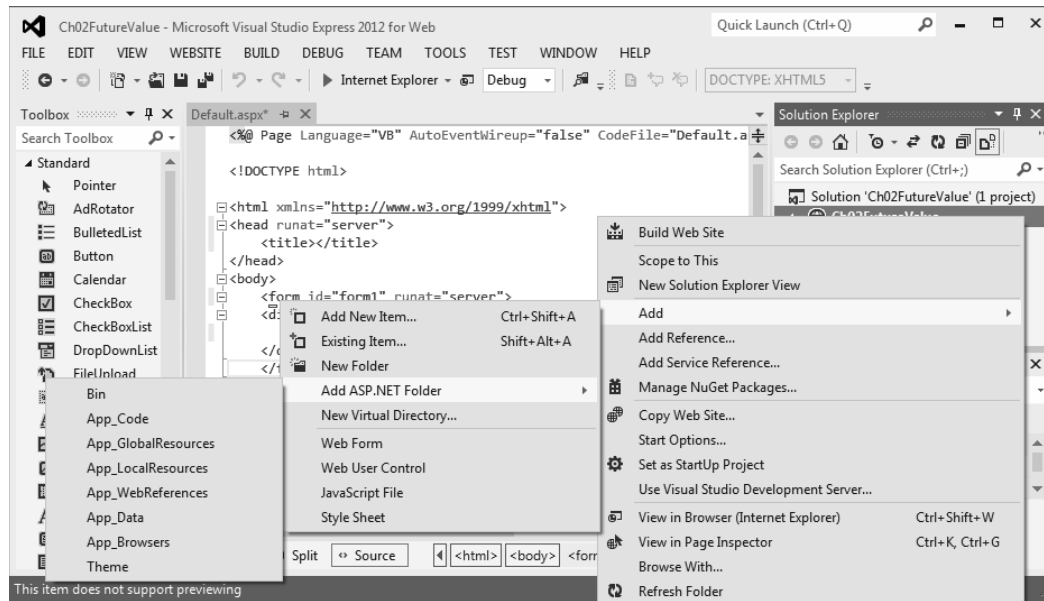 Ch02FutureValue - Microsoft Visual Studio Express 2012 for Web
Quick Launch (Ctrl+Q)
FILE EDIT VIEW WEBSITE BUILD DEBUG TEAM TOOLS TEST WINDOW HELP
Internet Explorer Debug DOCTYPE: XHTML5
Toolbox
Search Toolbox
Standard
Pointer
AdRotator
BulletedList
Button
Calendar
CheckBox
CheckBoxList
DropDownList
FileUpload
Default.aspx*
<%@ Page Language="VB" AutoEventWireup="false" CodeFile="Default.a
<!DOCTYPE html>
<html xmlns="http://www.w3.org/1999/xhtml">
<head runat="server">
<title></title>
</head>
<body>
<form id="form1" runat="server">
Solution Explorer
Search Solution Explorer (Ctrl+;)
Solution 'Ch02FutureValue' (1 project)
Ch02FutureValue
Build Web Site
Scope to This
New Solution Explorer View
Add
Add Reference...
Add Service Reference...
Manage NuGet Packages...
Copy Web Site...
Start Options...
Set as StartUp Project
Use Visual Studio Development Server...
View in Browser (Internet Explorer) Ctrl+Shift+W
View in Page Inspector Ctrl+K, Ctrl+G
Browse With...
Refresh Folder
Add New Item... Ctrl+Shift+A
Existing Item... Shift+Alt+A
New Folder
Add ASP.NET Folder
New Virtual Directory...
Web Form
Web User Control
JavaScript File
Style Sheet
Bin
App_Code
App_GlobalResources
App_LocalResources
App_WebReferences
App_Data
App_Browsers
Theme
Split Source <html> <body> <forr
This item does not support previewing